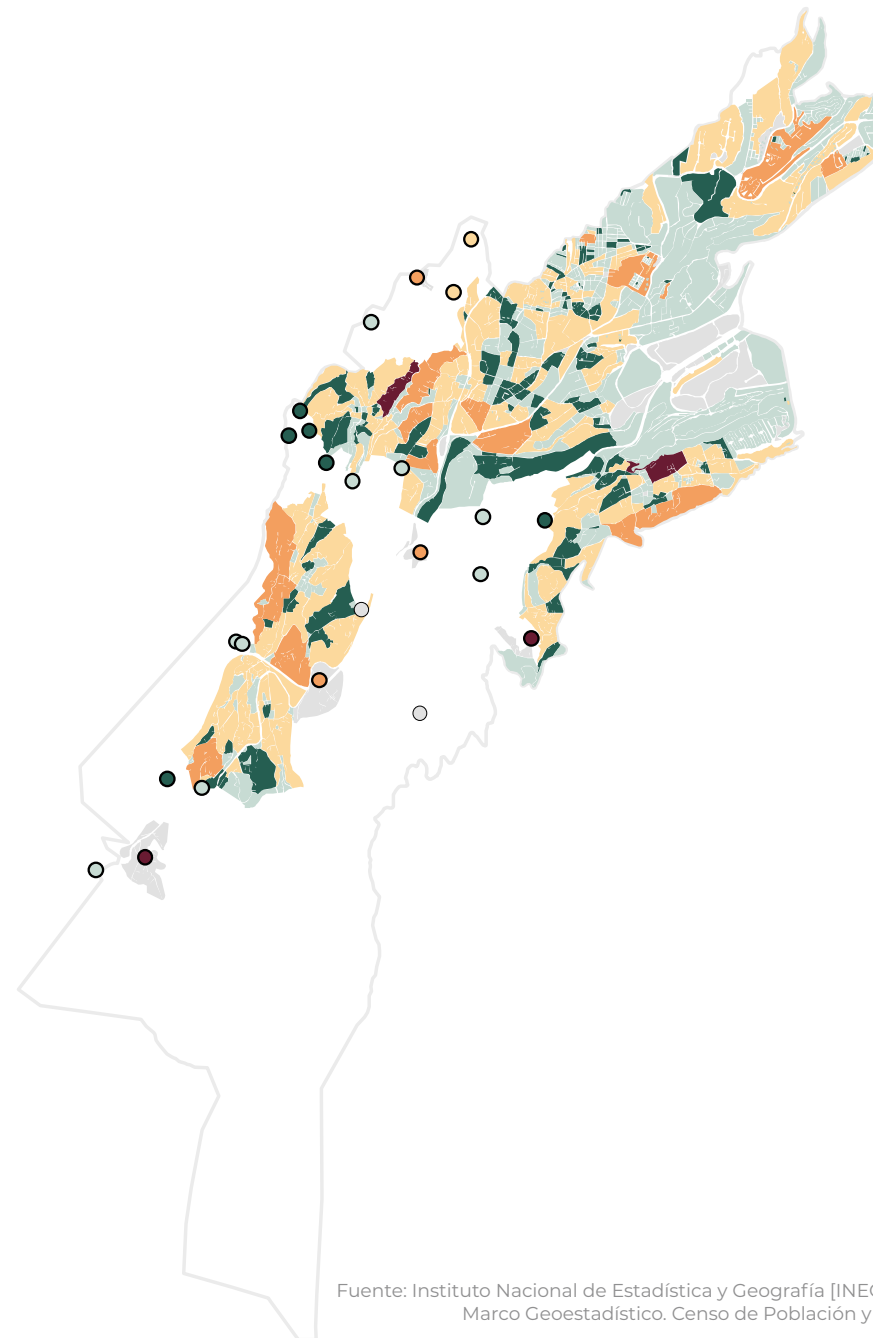 Fuente: Instituto Nacional de Estadística y Geografía
Marco Geoestadístico. Censo de Población y